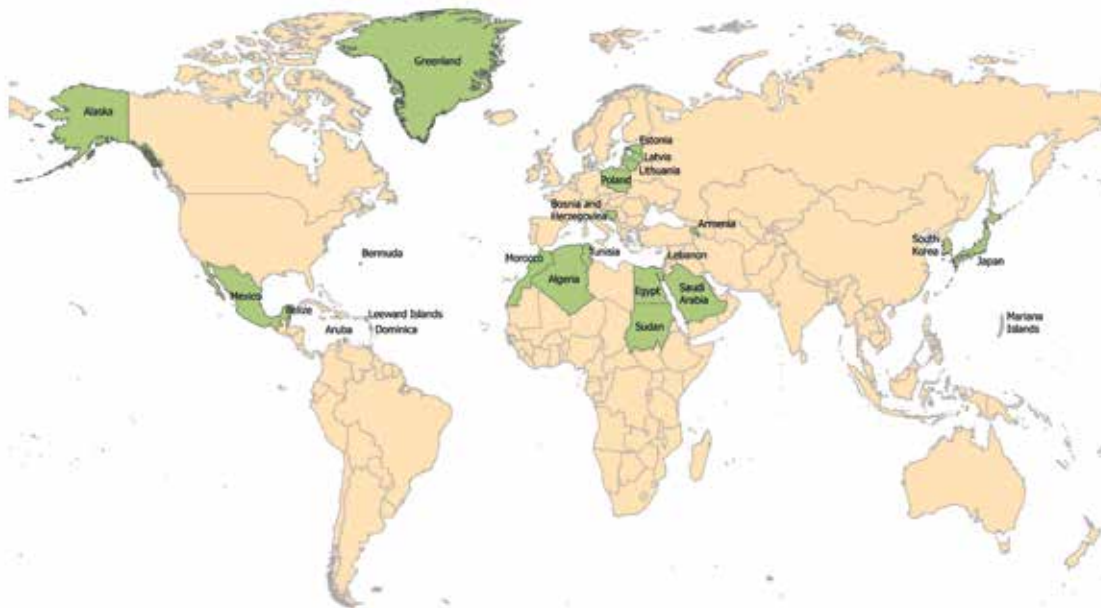 Greenland
Alaska
Estonia
Latvia
Lithuania
Poland
Bosnia and
Herzegovina
Armenia
Bermuda
Morocco
Tunisia
Lebanon
South
Korea
Japan
Algeria
Egypt
Saudi
Arabia
Mexico
Belize
Leeward Islands
Aruba
Dominica
Sudan
Mariana
Islands